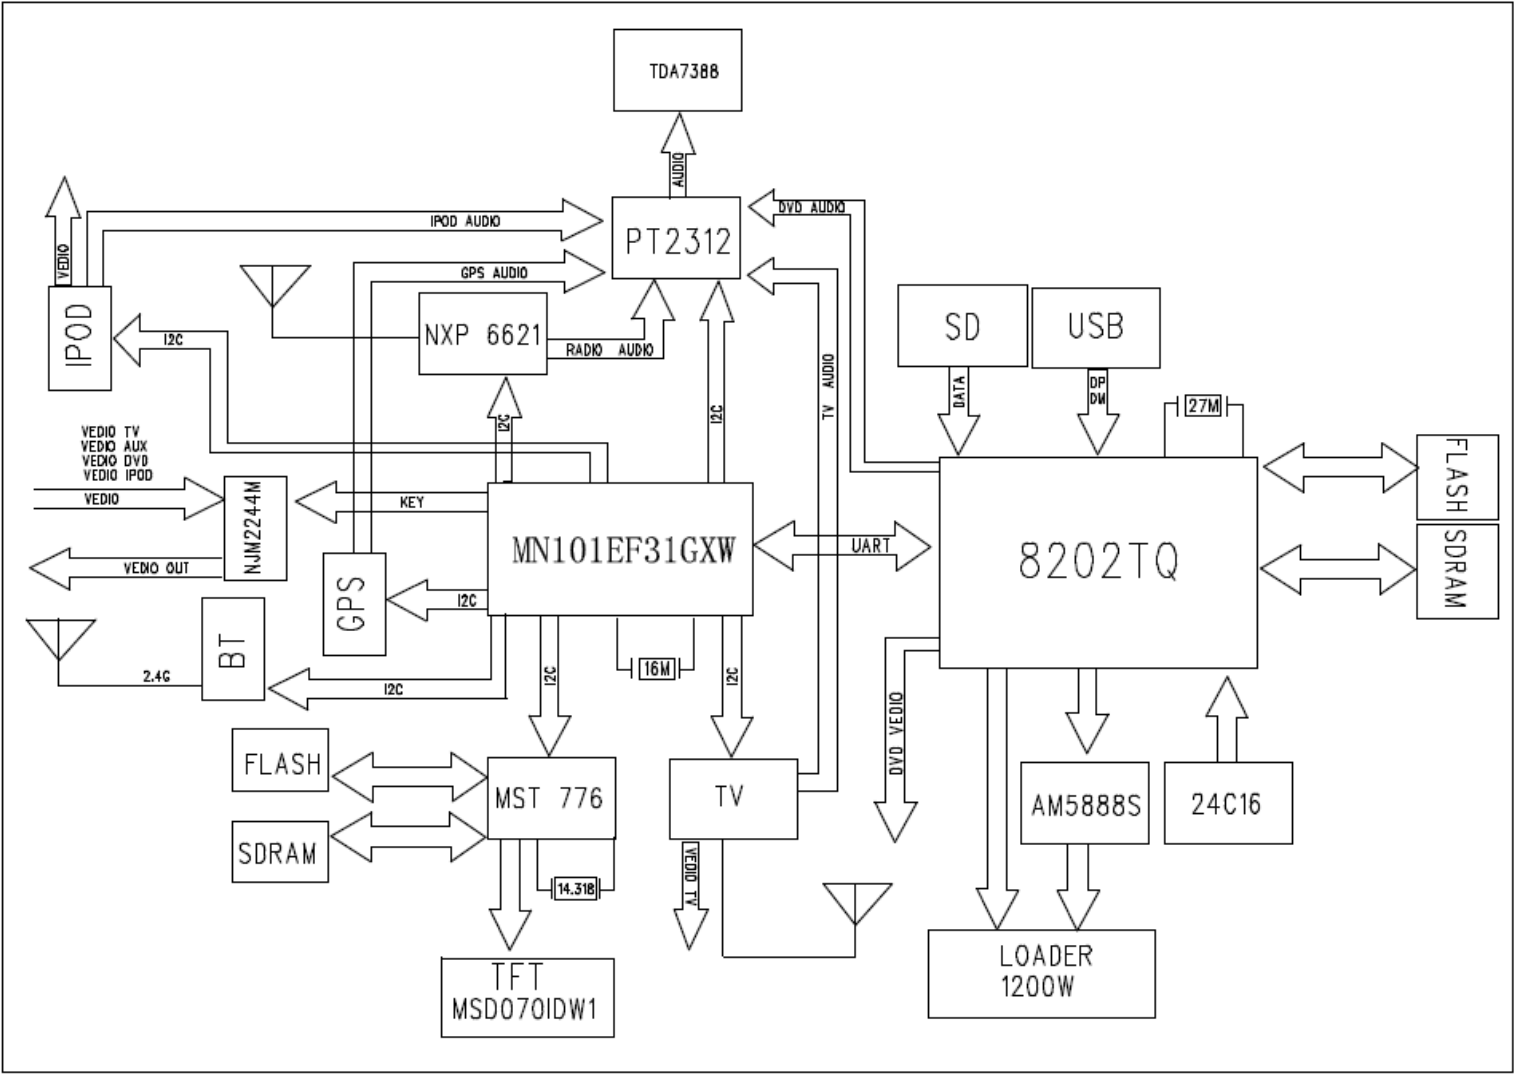 TDA7388
AUDIO
IPOD AUDIO
PT2312
DVD AUDIO
VEDIO
GPS AUDIO
IPOD
I2C
NXP 6621
RADIO AUDIO
I2C
I2C
TV AUDIO
SD
USB
DATA
DP
DM
27M
VEDIO TV
VEDIO AUX
VEDIO DVD
VEDIO IPOD
VEDIO
NJM2244M
KEY
VEDIO OUT
MN101EF31GXW
UART
8202TQ
FLASH
SDRAM
GPS
I2C
BT
2.4G
I2C
I2C
16M
I2C
DVD VEDIO
FLASH
SDRAM
MST 776
TV
AM5888S
24C16
14.318
VEDIO TV
TFT
MSD070IDW1
LOADER
1200W